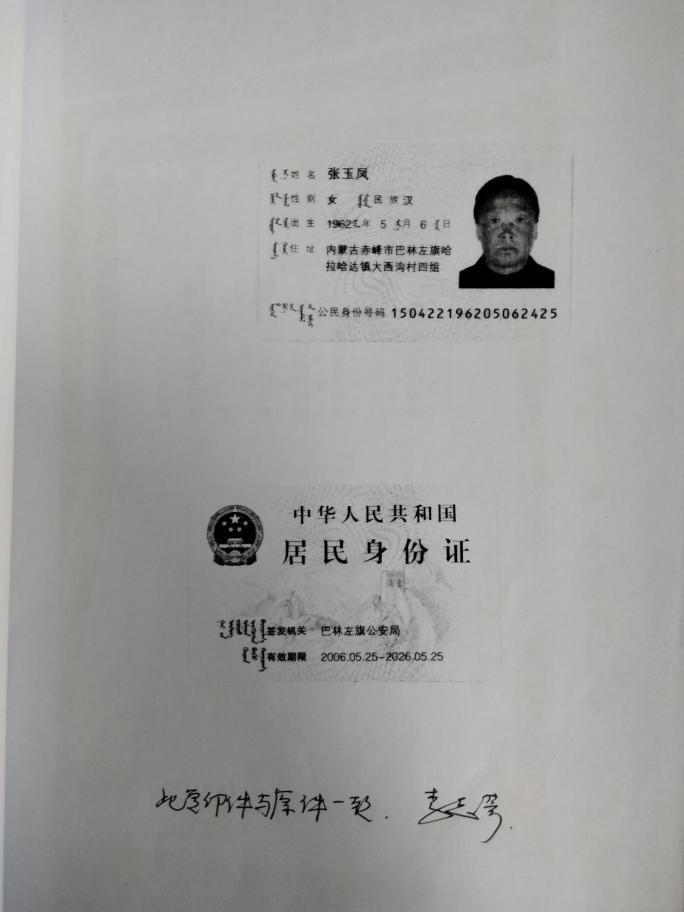 姓名 张玉凤
性别 女 民族 汉
出生 1962年 5月 6日
住址 内蒙古赤峰市巴林左旗哈
拉哈达镇大西沟村四组
公民身份号码 150422196205062425
中华人民共和国
居民身份证
签发机关 巴林左旗公安局
有效期限 2006.05.25-2026.05.25
此复印件与原件一致.